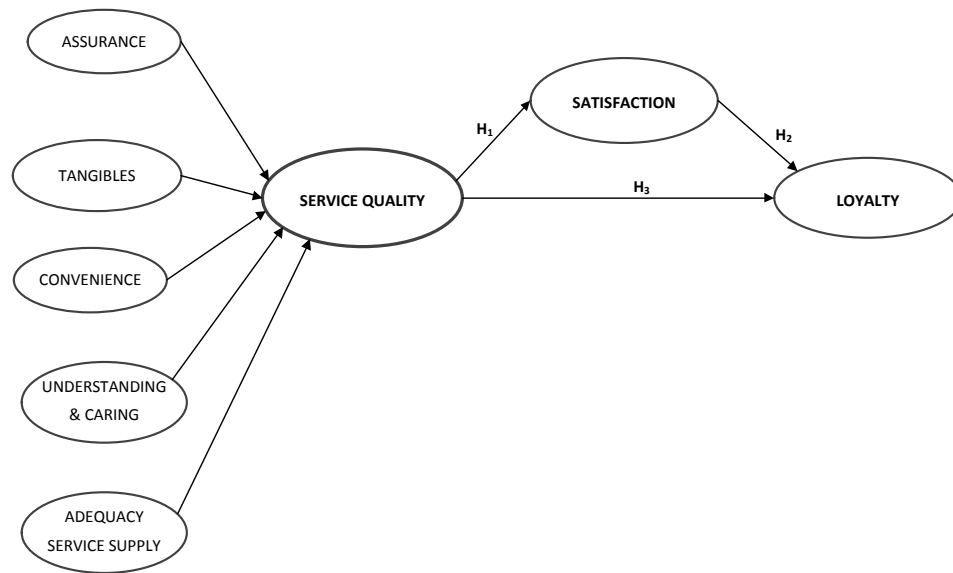 ASSURANCE
SATISFACTION
H1
H2
TANGIBLES
SERVICE QUALITY
H3
LOYALTY
CONVENIENCE
UNDERSTANDING
& CARING
ADEQUACY
SERVICE SUPPLY